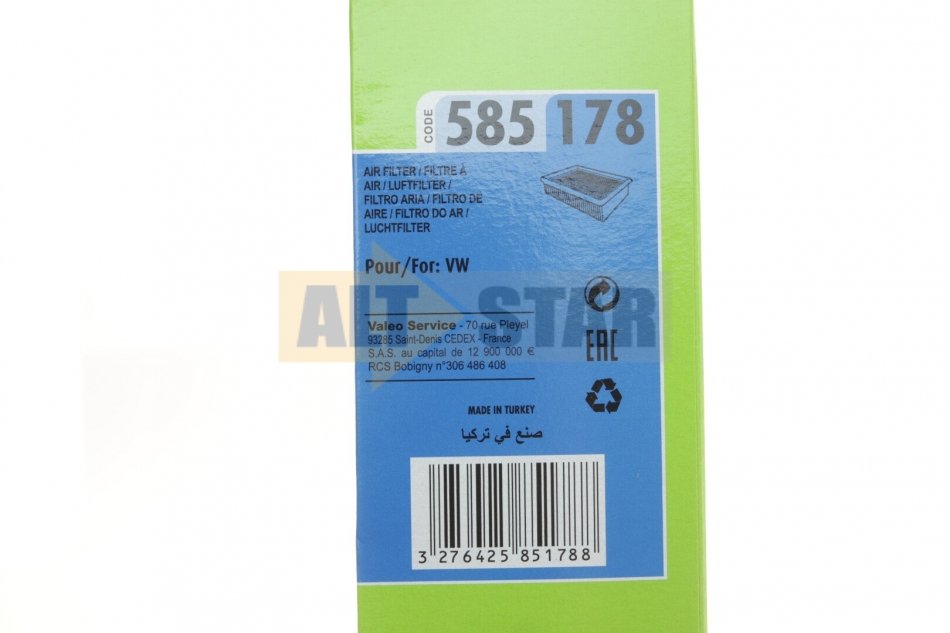 CODE 585 178
AIR FILTER / FILTRE À
AIR / LUFTFILTER /
FILTRO ARIA / FILTRO DE
AIRE / FILTRO DO AR /
LUCHTFILTER
Pour/For: VW
AIT STAR
Valeo Service - 70 rue Pleyel
93285 Saint-Denis CEDEX - France
S.A.S. au capital de 12 900 000 €
RCS Bobigny n°306 486 408
EAC
MADE IN TURKEY
صنع في تركيا
3 276425 851788